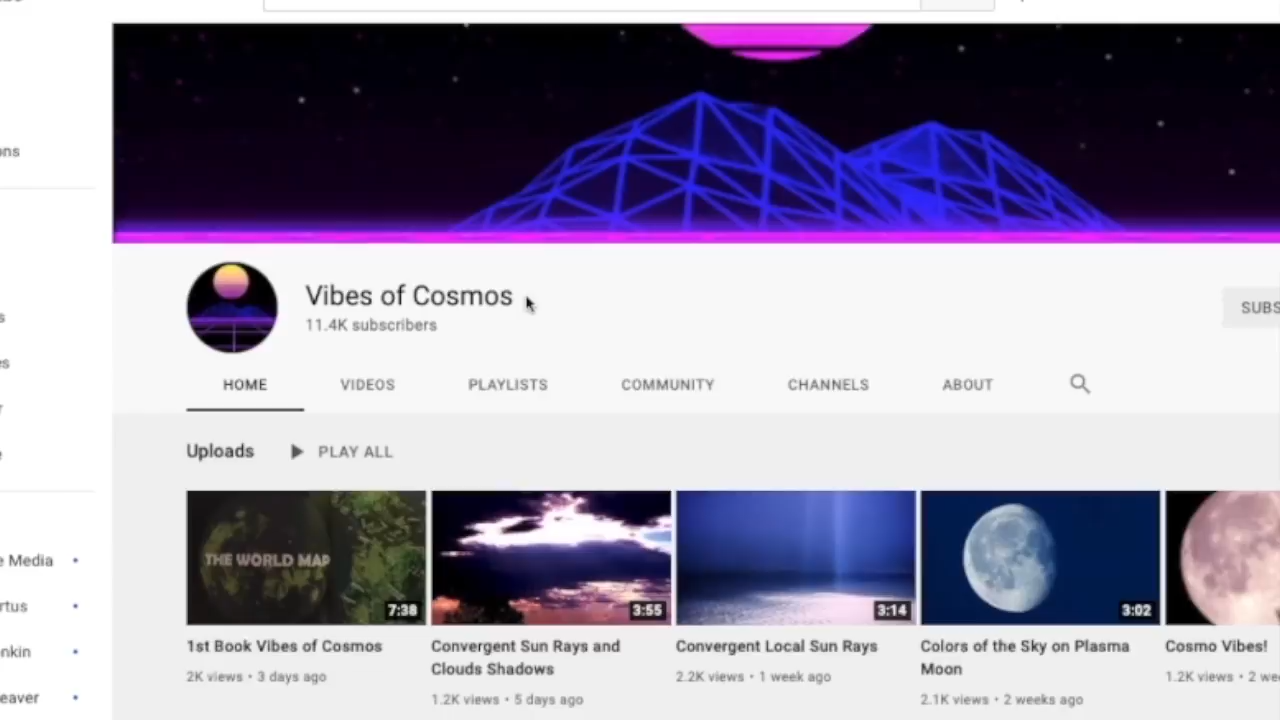 ons
Vibes of Cosmos
11.4K subscribers
SUBS
HOME VIDEOS PLAYLISTS COMMUNITY CHANNELS ABOUT
Uploads PLAY ALL
THE WORLD MAP
7:38
3:55
3:14
3:02
1st Book Vibes of Cosmos
2K views • 3 days ago
Convergent Sun Rays and
Clouds Shadows
1.2K views • 5 days ago
Convergent Local Sun Rays
2.2K views • 1 week ago
Colors of the Sky on Plasma
Moon
2.1K views • 2 weeks ago
Cosmo Vibes!
1.2K views • 2 wee
e Media
rtus
nkin
eaver